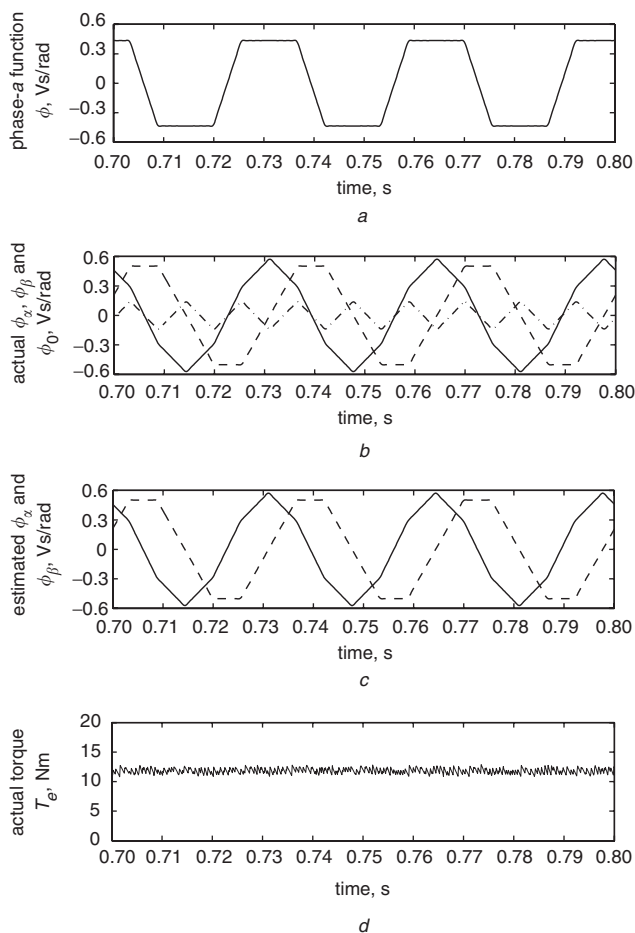 phase-a function
ϕ, Vs/rad
0.6
0.3
0
−0.3
−0.6
0.70 0.71 0.72 0.73 0.74 0.75 0.76 0.77 0.78 0.79 0.80
time, s
a
actual ϕα, ϕβ and
ϕ0, Vs/rad
0.6
0.3
0
−0.3
−0.6
0.70 0.71 0.72 0.73 0.74 0.75 0.76 0.77 0.78 0.79 0.80
time, s
b
estimated ϕα and
ϕβ, Vs/rad
0.6
0.3
0
−0.3
−0.6
0.70 0.71 0.72 0.73 0.74 0.75 0.76 0.77 0.78 0.79 0.80
time, s
c
actual torque
Te, Nm
20
15
10
5
0
0.70 0.71 0.72 0.73 0.74 0.75 0.76 0.77 0.78 0.79 0.80
time, s
d